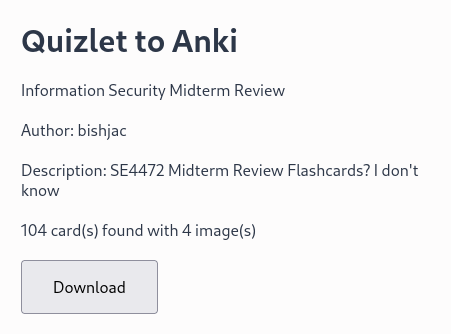 Quizlet to Anki
Information Security Midterm Review
Author: bishjac
Description: SE4472 Midterm Review Flashcards? I don't
know
104 card(s) found with 4 image(s)
Download